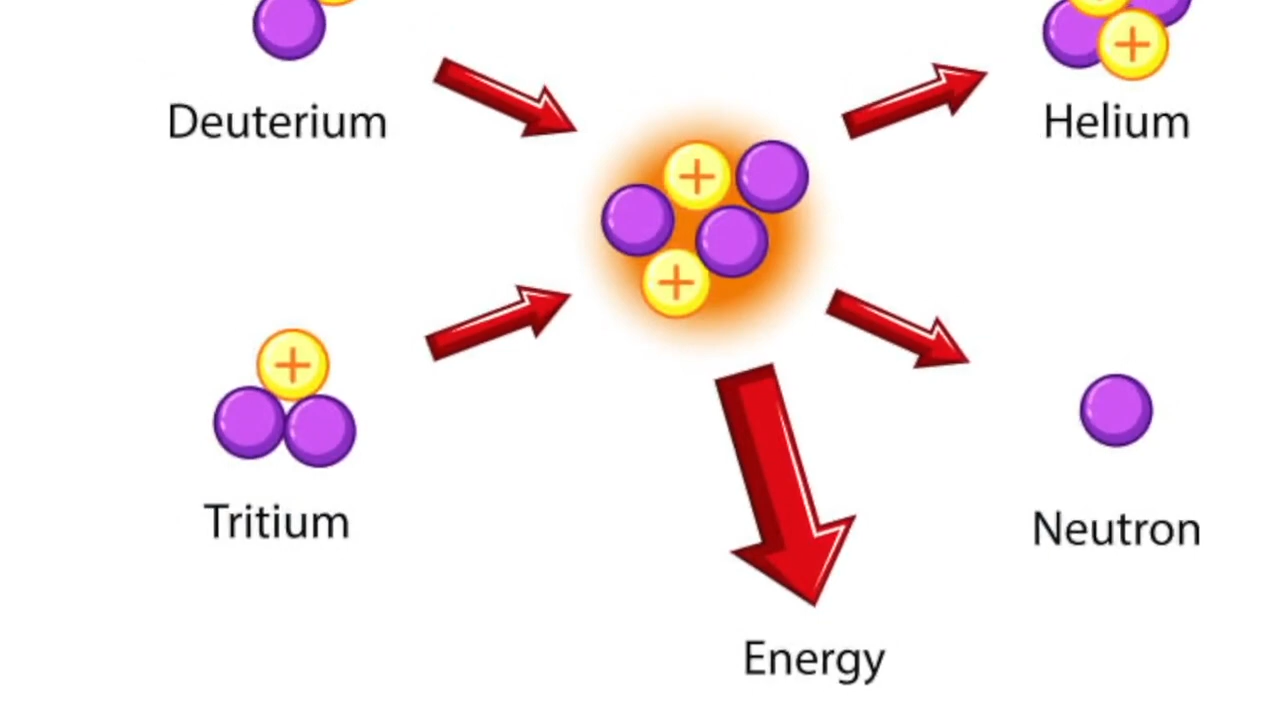 Deuterium
Helium
+
+
+
+
Tritium
Neutron
Energy